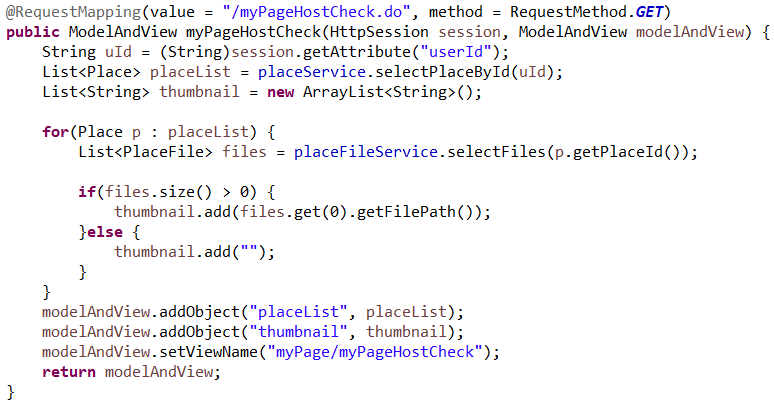 @RequestMapping(value = "/myPageHostCheck.do", method = RequestMethod.GET)
public ModelAndView myPageHostCheck(HttpSession session, ModelAndView modelAndView) {
    String uId = (String)session.getAttribute("userId");
    List<Place> placeList = placeService.selectPlaceById(uId);
    List<String> thumbnail = new ArrayList<String>();

    for(Place p : placeList) {
        List<PlaceFile> files = placeFileService.selectFiles(p.getPlaceId());

        if(files.size() > 0) {
            thumbnail.add(files.get(0).getFilePath());
        }else {
            thumbnail.add("");
        }
    }
    modelAndView.addObject("placeList", placeList);
    modelAndView.addObject("thumbnail", thumbnail);
    modelAndView.setViewName("myPage/myPageHostCheck");
    return modelAndView;
}